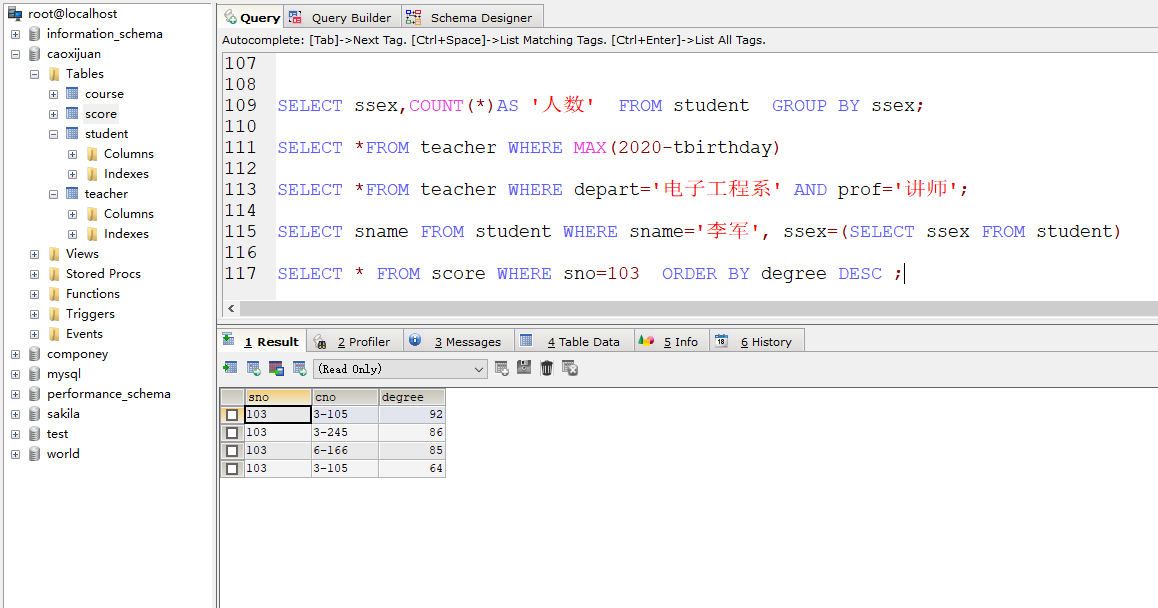 root@localhost
information_schema
caoxijuan
Tables
course
score
student
Columns
Indexes
teacher
Columns
Indexes
Views
Stored Procs
Functions
Triggers
Events
componey
mysql
performance_schema
sakila
test
world
Query Query Builder Schema Designer
Autocomplete: [Tab]->Next Tag. [Ctrl+Space]->List Matching Tags. [Ctrl+Enter]->List All Tags.
107
108
109 SELECT ssex,COUNT(*)AS '人数' FROM student GROUP BY ssex;
110
111 SELECT *FROM teacher WHERE MAX(2020-tbirthday)
112
113 SELECT *FROM teacher WHERE depart='电子工程系' AND prof='讲师';
114
115 SELECT sname FROM student WHERE sname='李军', ssex=(SELECT ssex FROM student)
116
117 SELECT * FROM score WHERE sno=103 ORDER BY degree DESC ;
1 Result 2 Profiler 3 Messages 4 Table Data 5 Info 18 6 History
(Read Only)
sno cno degree
103 3-105 92
103 3-245 86
103 6-166 85
103 3-105 64